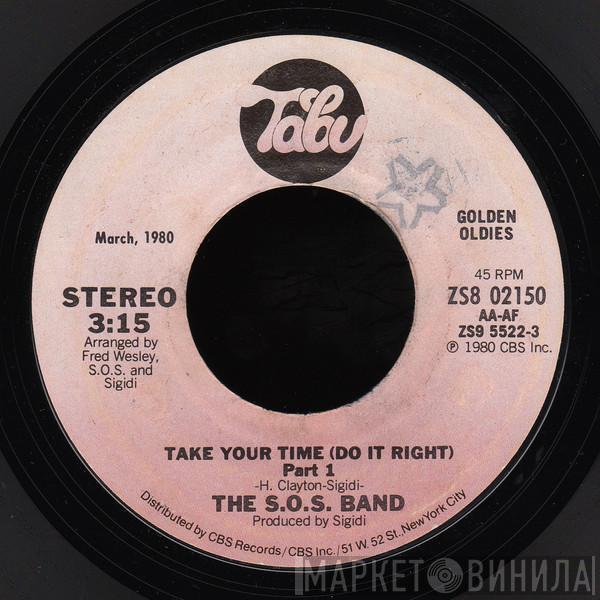 Tabu
GOLDEN
OLDIES
March, 1980
45 RPM
STEREO
ZS8 02150
3:15
AA-AF
ZS9 5522-3
Arranged by
Fred Wesley,
S.O.S. and
Sigidi
℗ 1980 CBS Inc.
TAKE YOUR TIME (DO IT RIGHT)
Part 1
-H. Clayton-Sigidi-
THE S.O.S. BAND
Produced by Sigidi
Distributed by CBS Records/CBS Inc./51 W. 52 St., New York City
МАРКЕТ ВИНИЛА